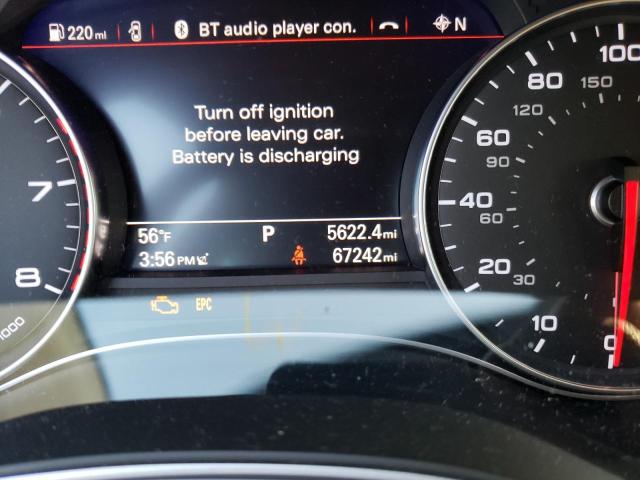 220 mi BT audio player con. N
Turn off ignition
before leaving car.
Battery is discharging
56°F P 5622.4 mi
3:56 PM 67242 mi
EPC
7
8
1000
100
80
60
40
20
10
0
150
120
90
60
30